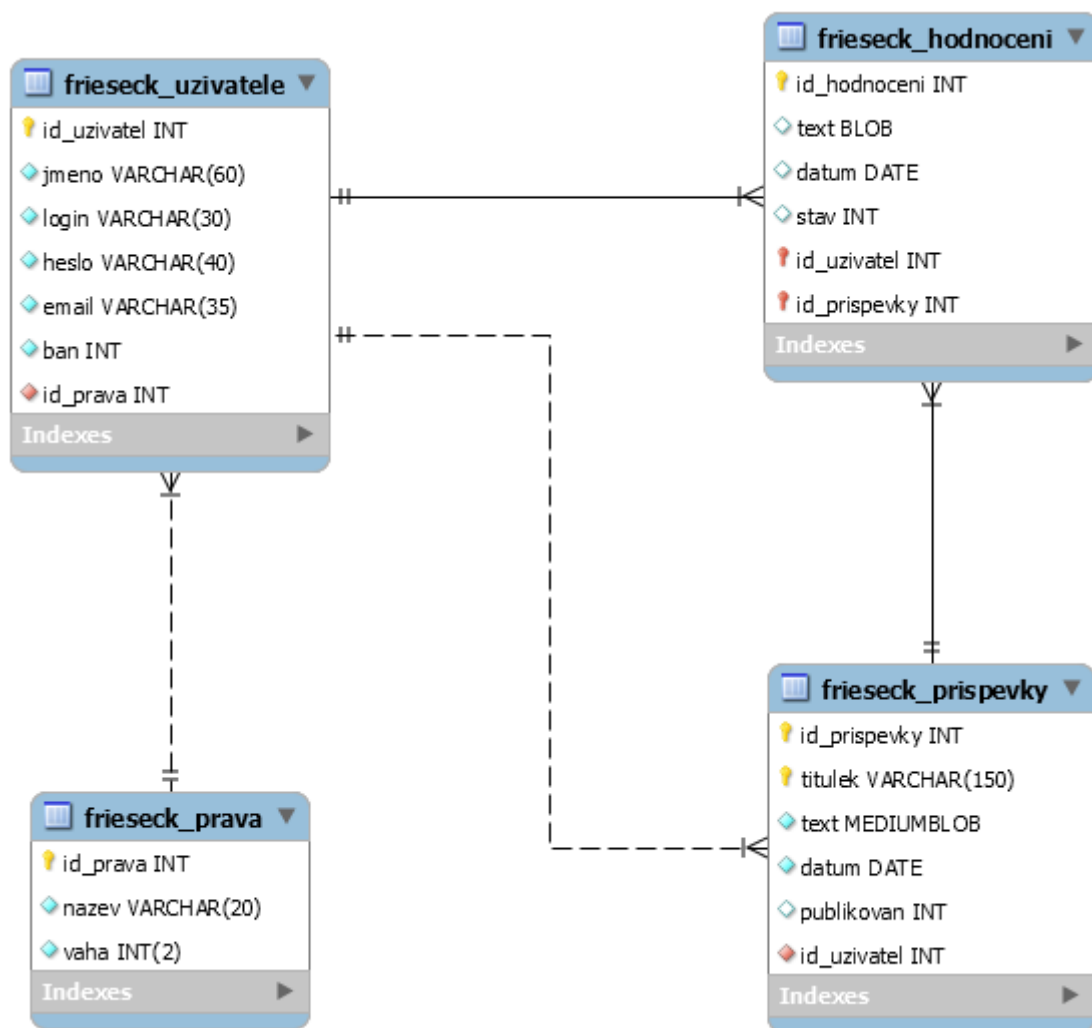 frieseck_uzivatele
id_uzivatel INT
jmeno VARCHAR(60)
login VARCHAR(30)
heslo VARCHAR(40)
email VARCHAR(35)
ban INT
id_prava INT
Indexes
frieseck_hodnoceni
id_hodnoceni INT
text BLOB
datum DATE
stav INT
id_uzivatel INT
id_prispevky INT
Indexes
frieseck_prava
id_prava INT
nazev VARCHAR(20)
vaha INT(2)
Indexes
frieseck_prispevky
id_prispevky INT
titulek VARCHAR(150)
text MEDIUMBLOB
datum DATE
publikovan INT
id_uzivatel INT
Indexes